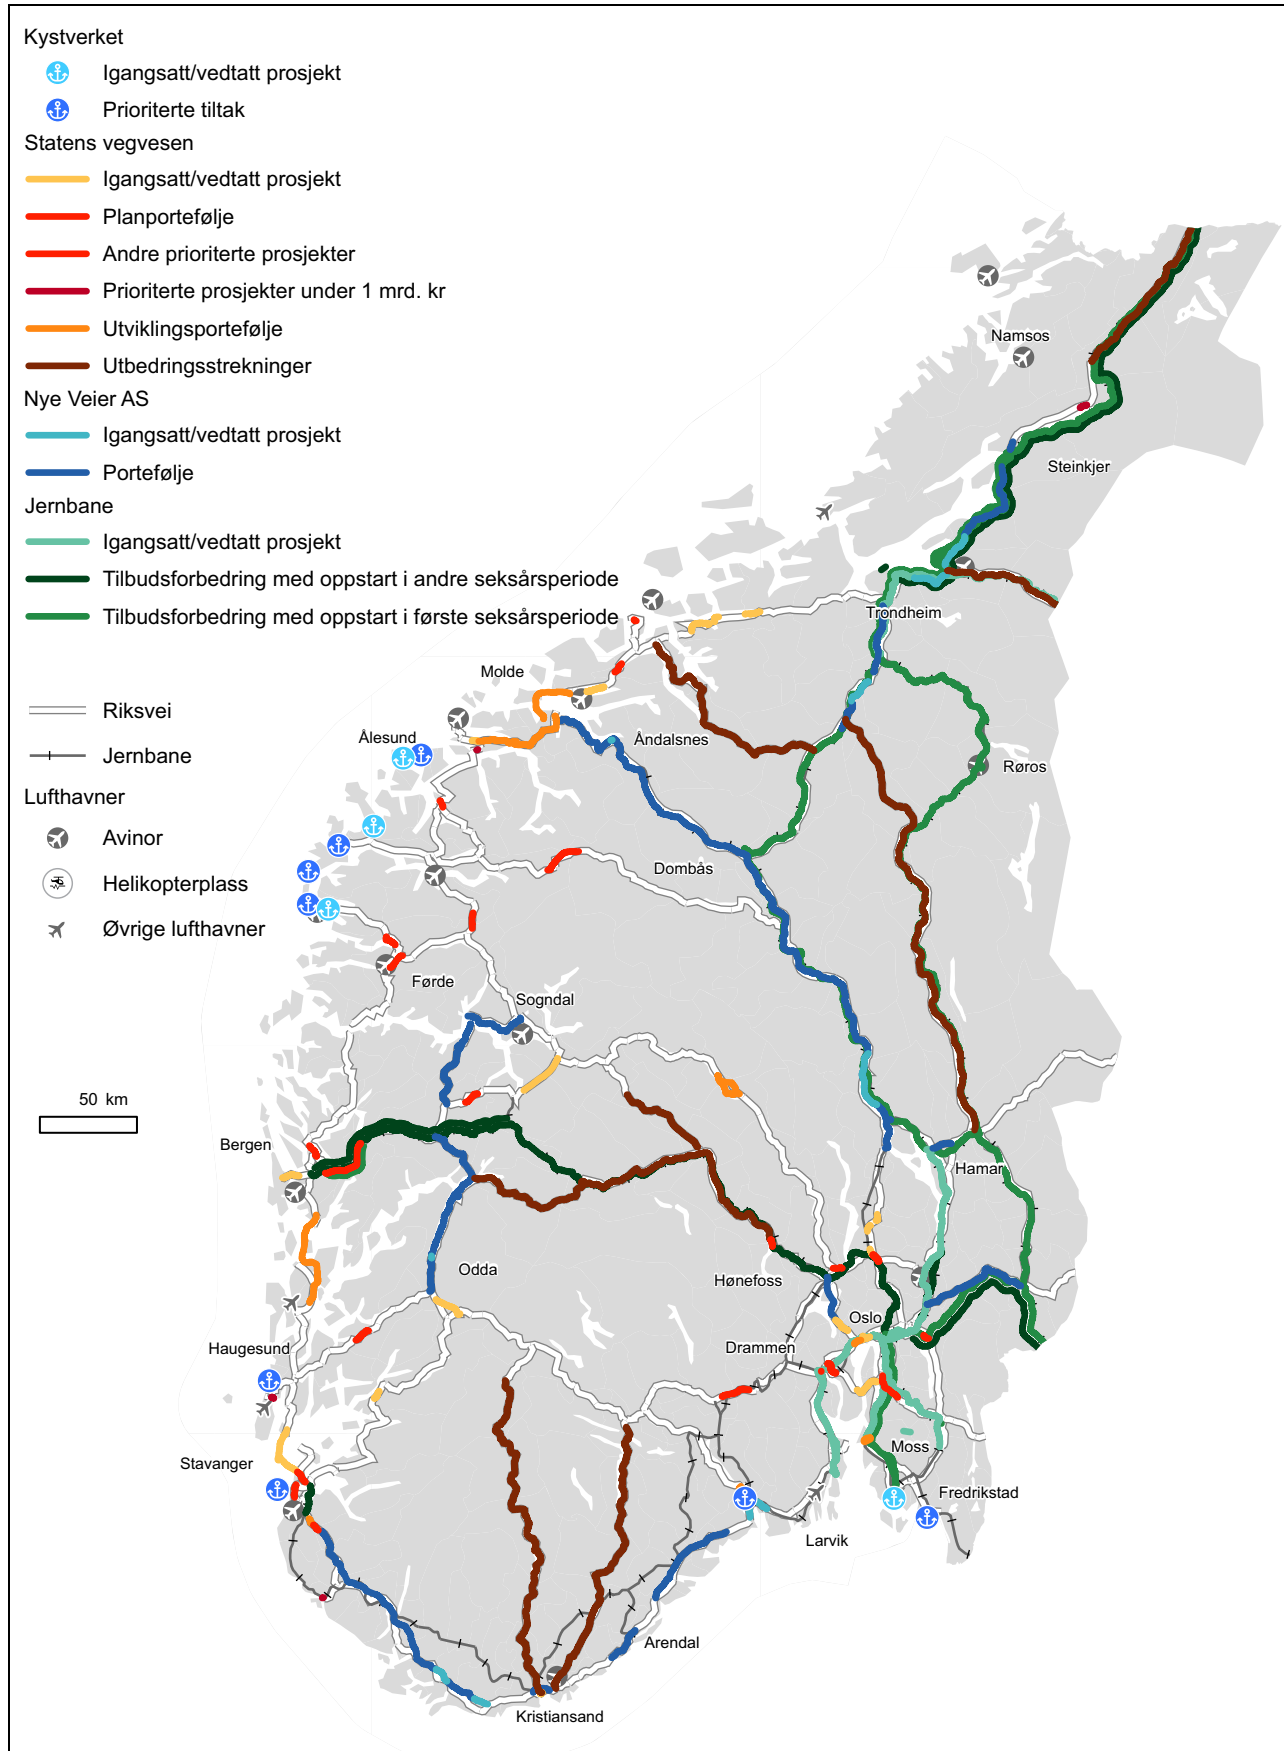 Kystverket
Igangsatt/vedtatt prosjekt
Prioriterte tiltak
Statens vegvesen
Igangsatt/vedtatt prosjekt
Planportefølje
Andre prioriterte prosjekter
Prioriterte prosjekter under 1 mrd. kr
Utviklingsportefølje
Utbedringsstrekninger
Nye Veier AS
Igangsatt/vedtatt prosjekt
Portefølje
Jernbane
Igangsatt/vedtatt prosjekt
Tilbudsforbedring med oppstart i andre seksårsperiode
Tilbudsforbedring med oppstart i første seksårsperiode
Riksvei
Jernbane
Lufthavner
Avinor
Helikopterplass
Øvrige lufthavner
50 km
Namsos
Steinkjer
Trondheim
Molde
Ålesund
Åndalsnes
Røros
Dombås
Førde
Sogndal
Bergen
Hamar
Odda
Hønefoss
Oslo
Haugesund
Drammen
Moss
Stavanger
Fredrikstad
Larvik
Arendal
Kristiansand